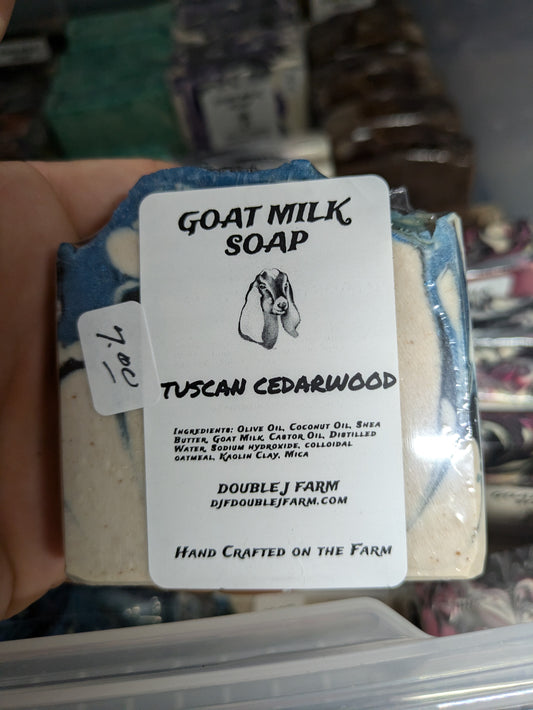 GOAT MILK
SOAP
7.00
TUSCAN CEDARWOOD
Ingredients: Olive Oil, Coconut Oil, Shea
Butter, Goat Milk, Castor Oil, Distilled
Water, Sodium hydroxide, colloidal
oatmeal, Kaolin Clay, Mica
DOUBLE J FARM
DJFDOUBLEJFARM.COM
Hand Crafted on the Farm